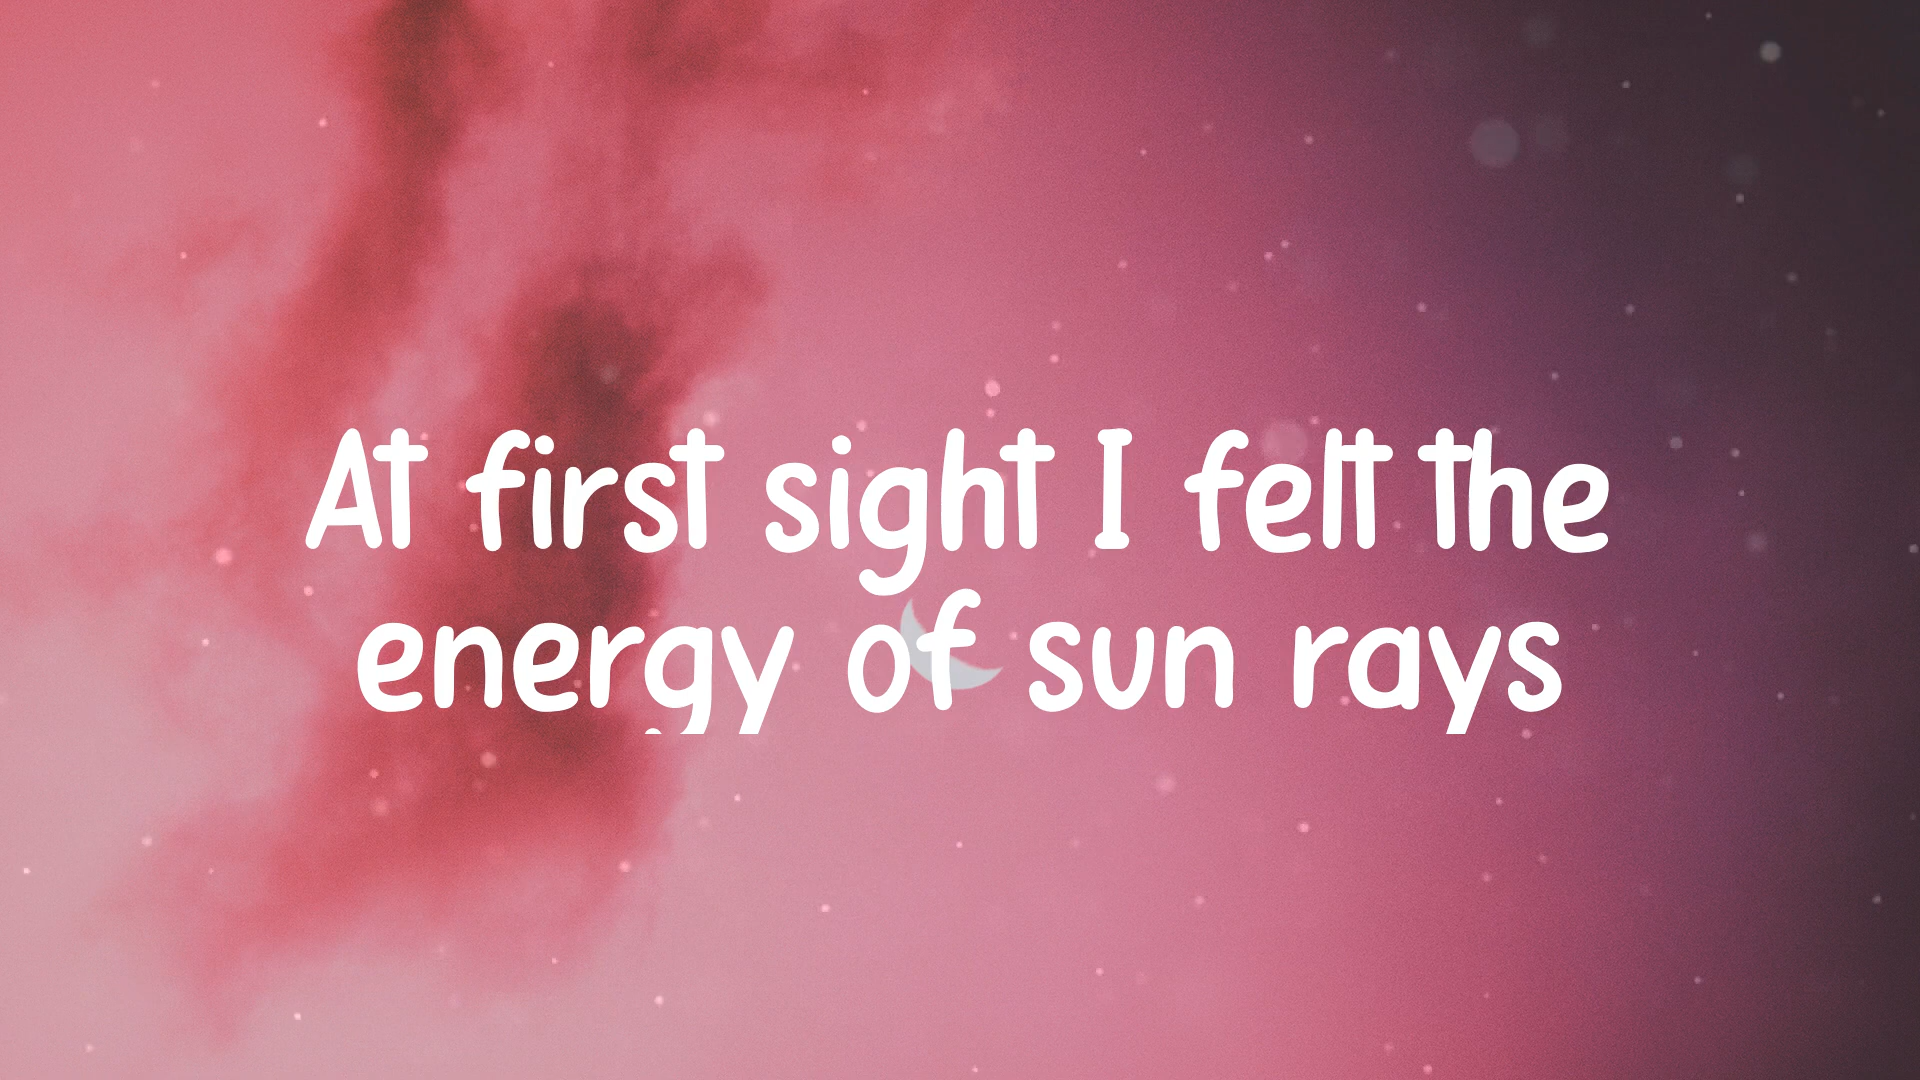 At first sight I felt the
energy of sun rays